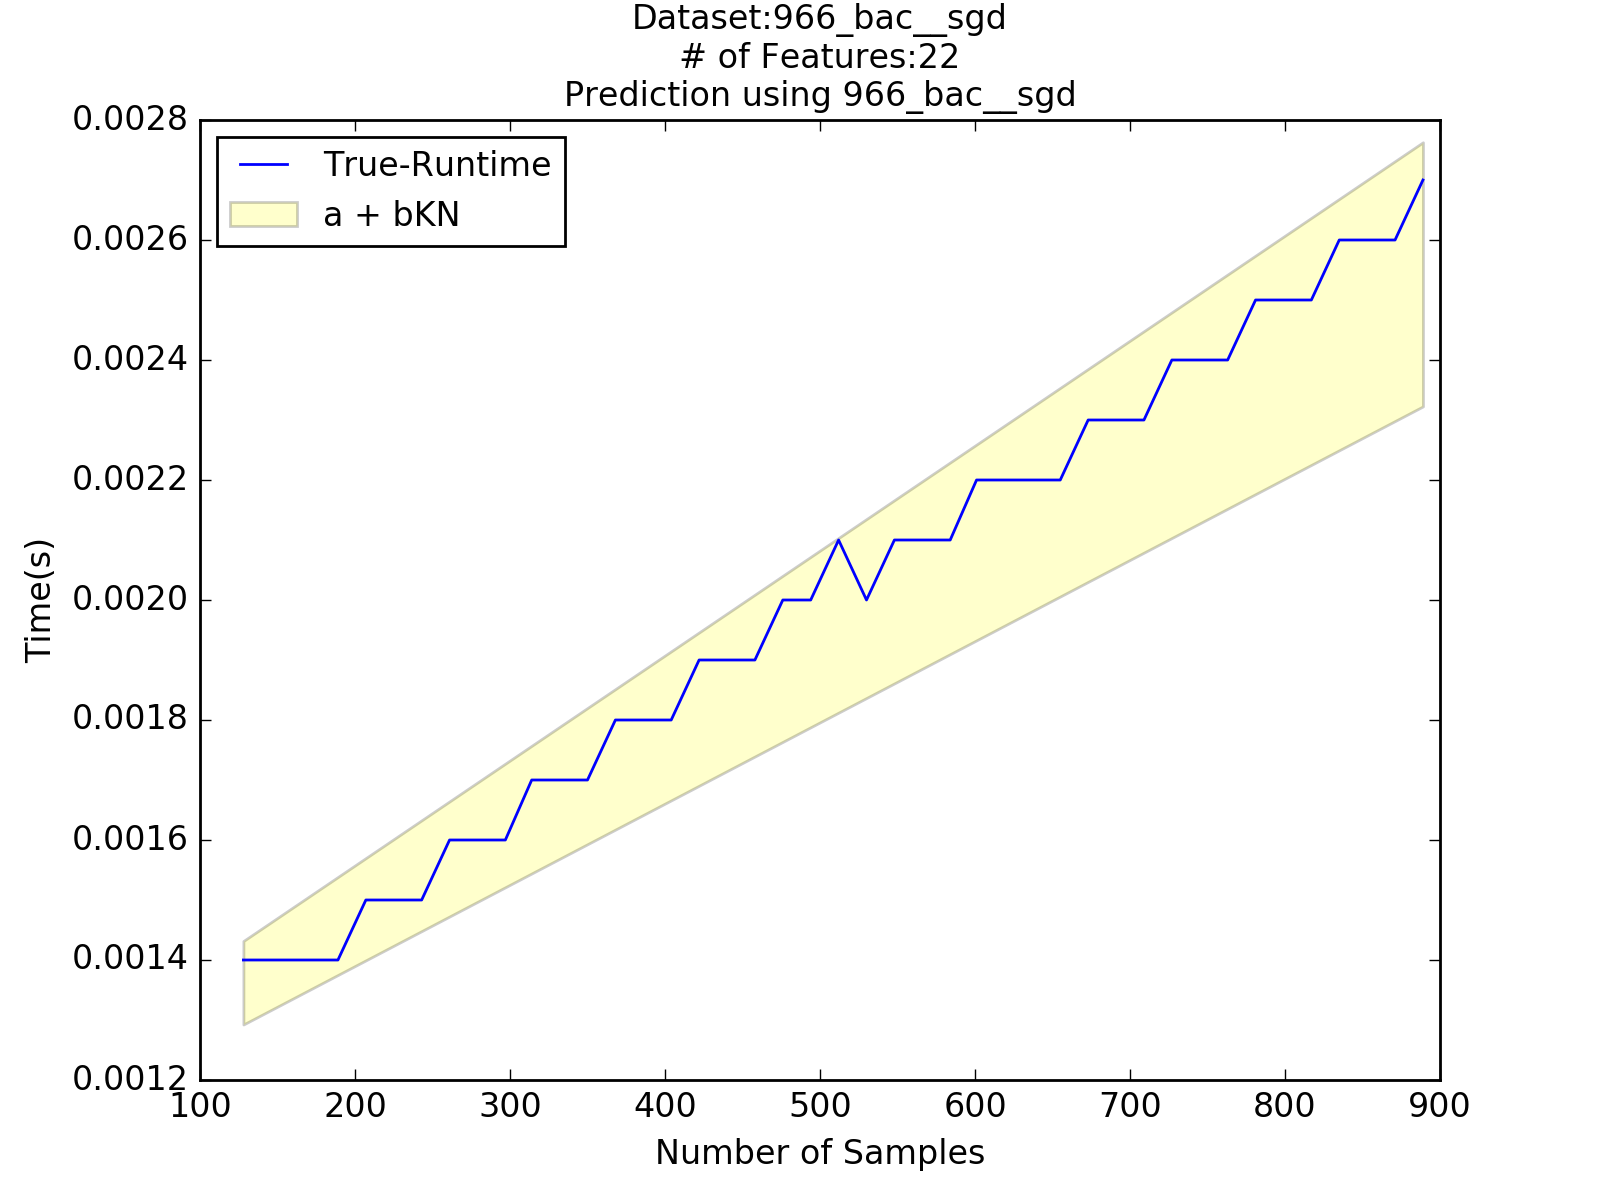 Dataset:966_bac__sgd
# of Features:22
Prediction using 966_bac__sgd
0.0028
True-Runtime
a + bKN
0.0026
0.0024
0.0022
0.0020
0.0018
0.0016
0.0014
0.0012
Time(s)
100 200 300 400 500 600 700 800 900
Number of Samples